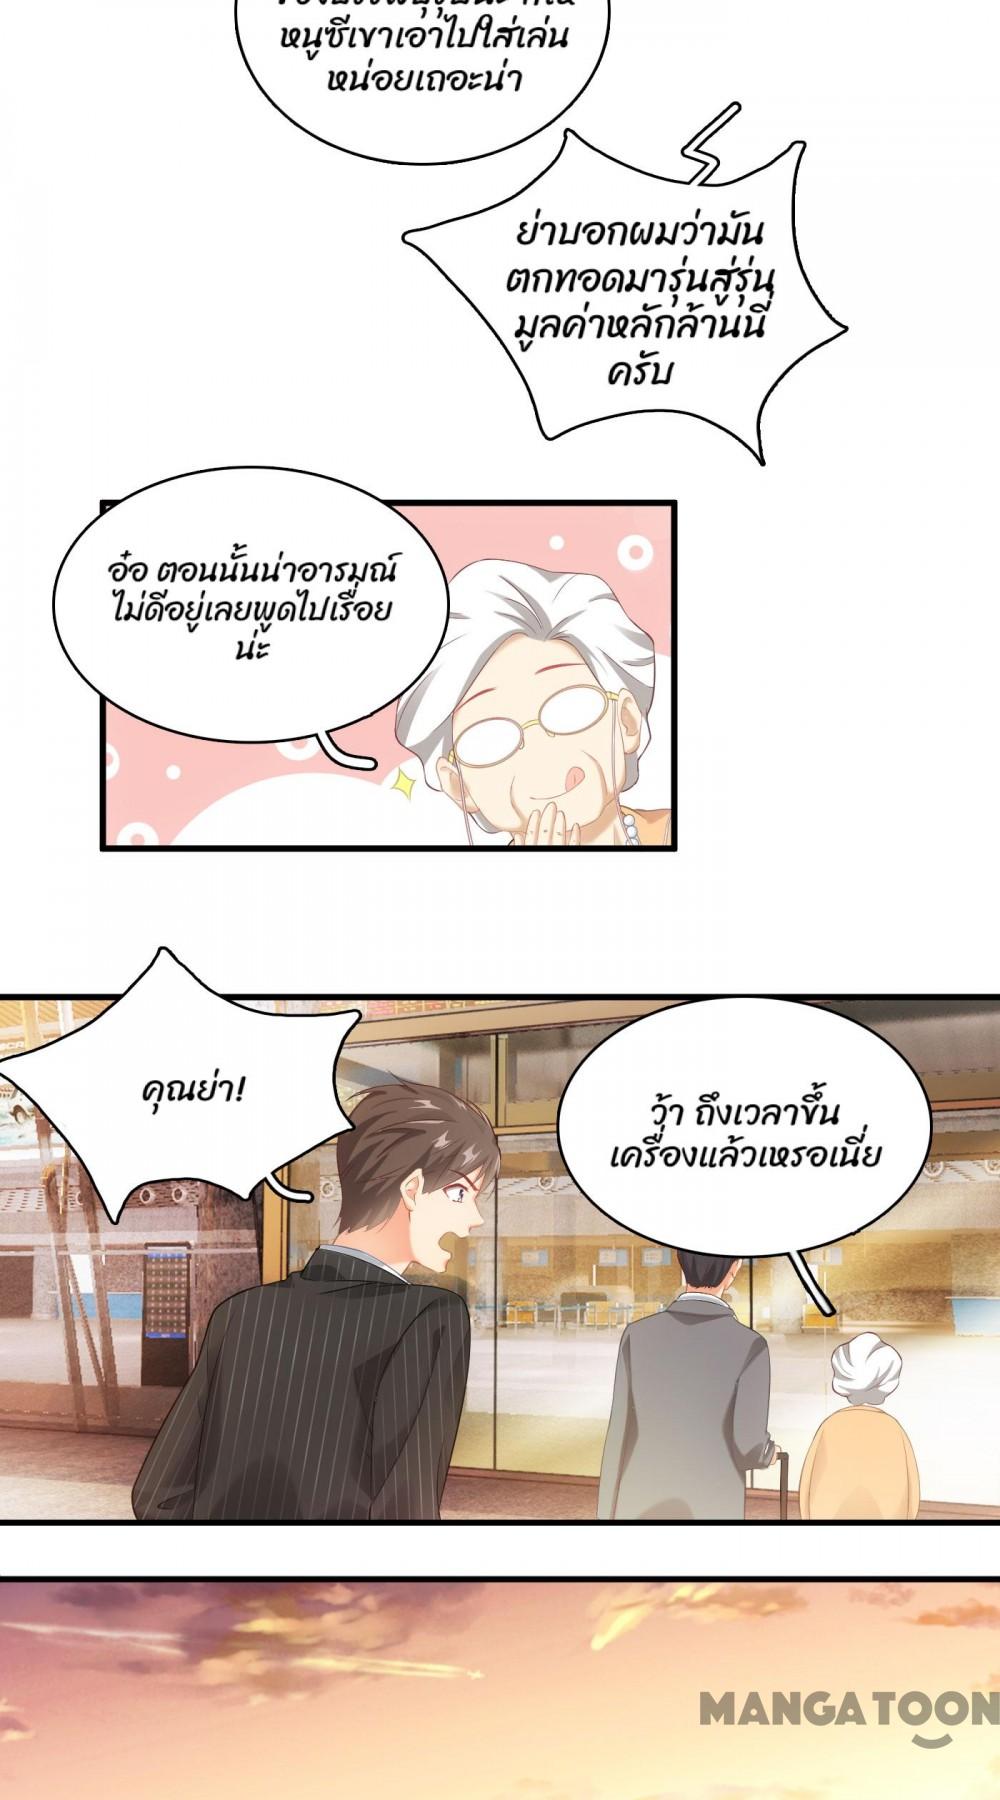 หนูซีเขาเอาไปใส่เล่น
หน่อยเถอะน่า
ย่าบอกผมว่ามัน
ตกทอดมารุ่นสู่รุ่น
มูลค่าหลักล้านนี่
ครับ
อ๋อ ตอนนั้นน่าอารมณ์
ไม่ดีอยู่เลยพูดไปเรื่อย
น่ะ
คุณย่า!
ว้า ถึงเวลาขึ้น
เครื่องแล้วเหรอเนี่ย
MANGATOON